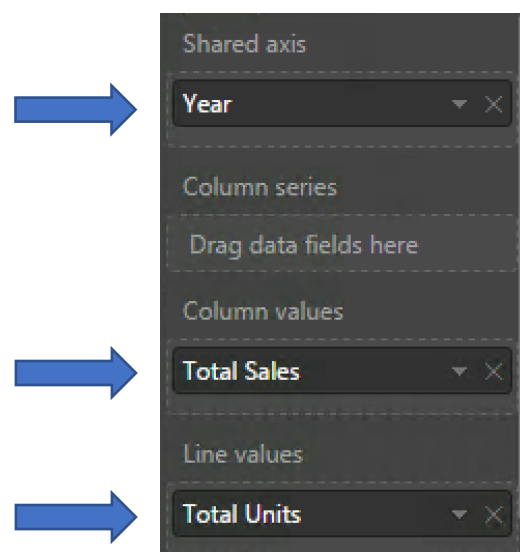 Shared axis
Year
Column series
Drag data fields here
Column values
Total Sales
Line values
Total Units